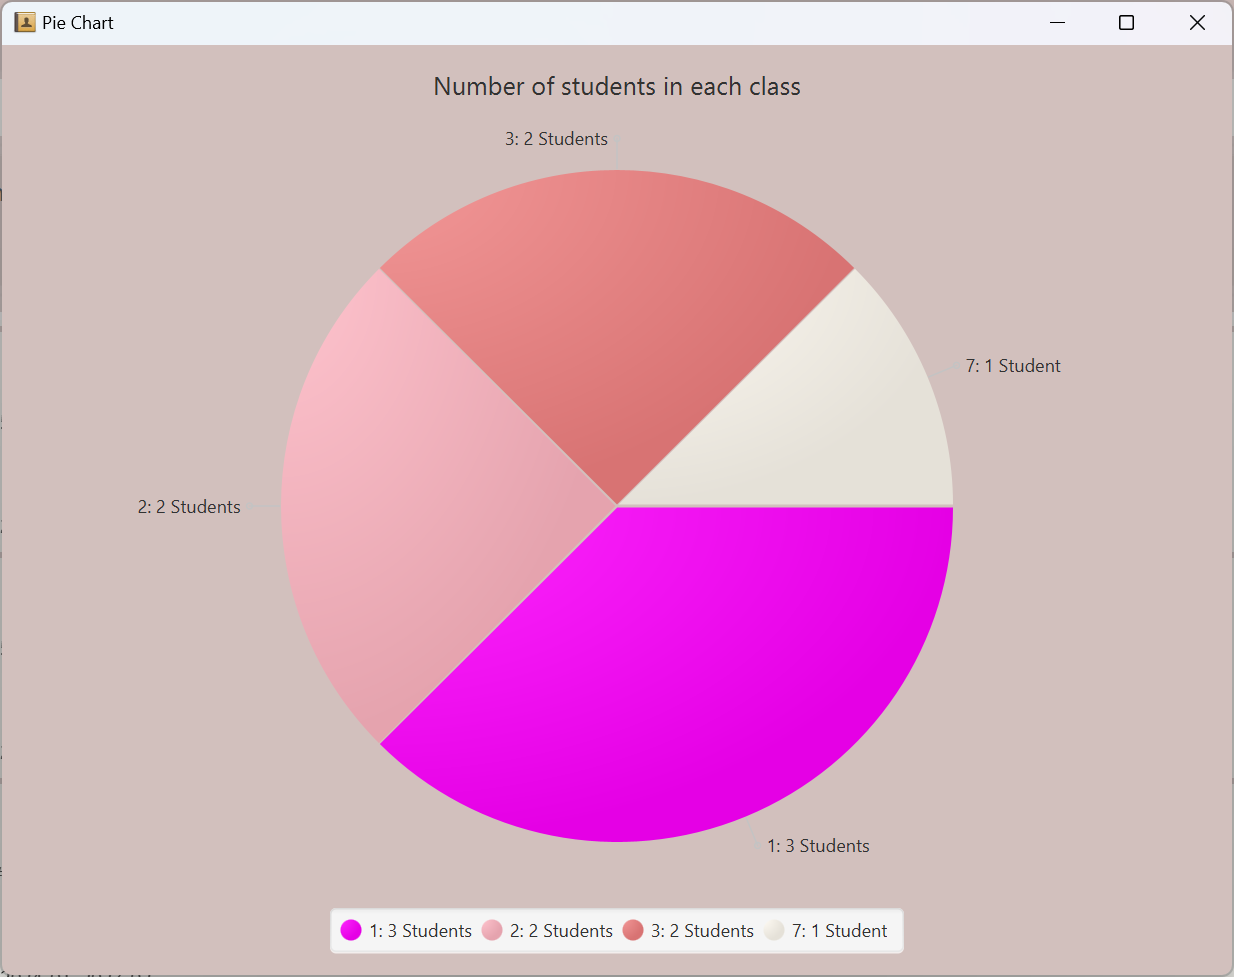 Pie Chart
Number of students in each class
3: 2 Students
7: 1 Student
2: 2 Students
1: 3 Students
1: 3 Students 2: 2 Students 3: 2 Students 7: 1 Student